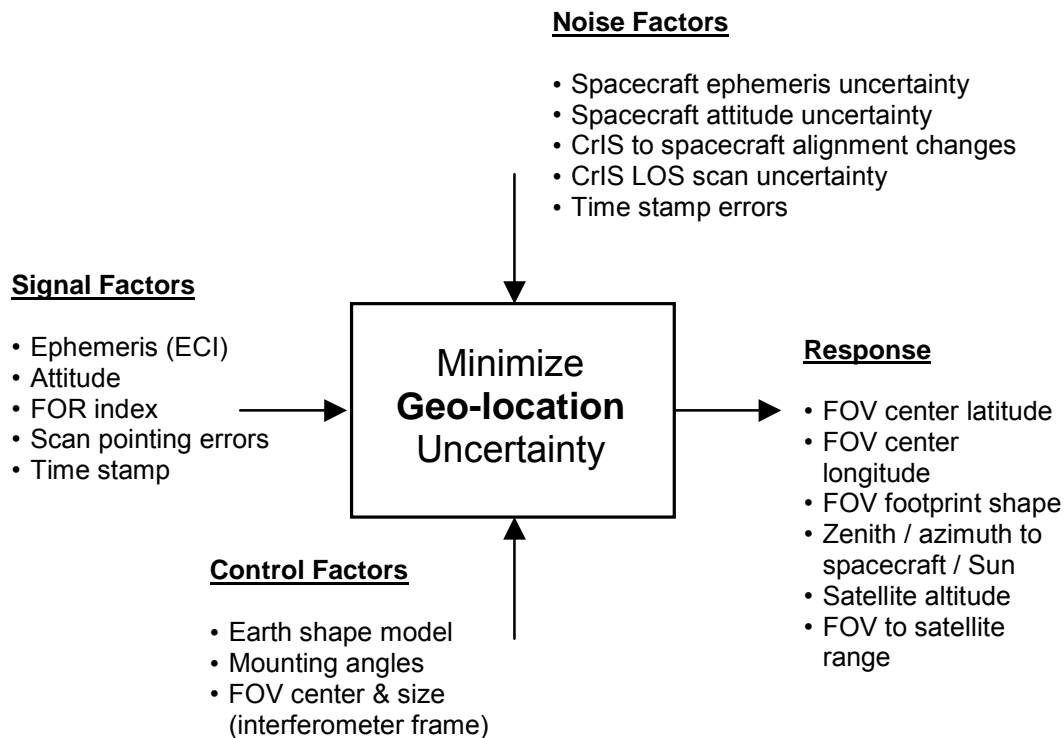 Noise Factors
• Spacecraft ephemeris uncertainty
• Spacecraft attitude uncertainty
• CrIS to spacecraft alignment changes
• CrIS LOS scan uncertainty
• Time stamp errors
Signal Factors
• Ephemeris (ECI)
• Attitude
• FOR index
• Scan pointing errors
• Time stamp
Minimize
Geo-location
Uncertainty
Response
• FOV center latitude
• FOV center
longitude
• FOV footprint shape
• Zenith / azimuth to
spacecraft / Sun
• Satellite altitude
• FOV to satellite
range
Control Factors
• Earth shape model
• Mounting angles
• FOV center & size
(interferometer frame)